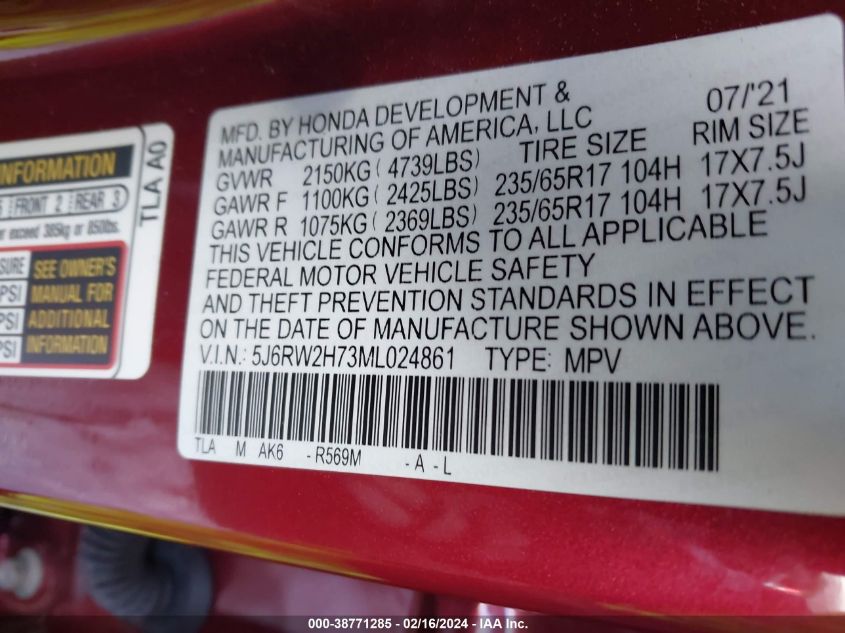 MFD. BY HONDA DEVELOPMENT & 07/'21
MANUFACTURING OF AMERICA, LLC TIRE SIZE RIM SIZE
GVWR 2150KG ( 4739LBS)
GAWR F 1100KG ( 2425LBS) 235/65R17 104H 17X7.5J
GAWR R 1075KG ( 2369LBS) 235/65R17 104H 17X7.5J
THIS VEHICLE CONFORMS TO ALL APPLICABLE
FEDERAL MOTOR VEHICLE SAFETY
AND THEFT PREVENTION STANDARDS IN EFFECT
ON THE DATE OF MANUFACTURE SHOWN ABOVE.
V.I.N.: 5J6RW2H73ML024861 TYPE: MPV
TLA M AK6 -R569M -A -L
INFORMATION
FRONT 2 REAR 3
exceed 385kg or 850lbs.
TLA A0
SEE OWNER'S
PSI MANUAL FOR
PSI ADDITIONAL
PSI INFORMATION
000-38771285 - 02/16/2024 - IAA Inc.